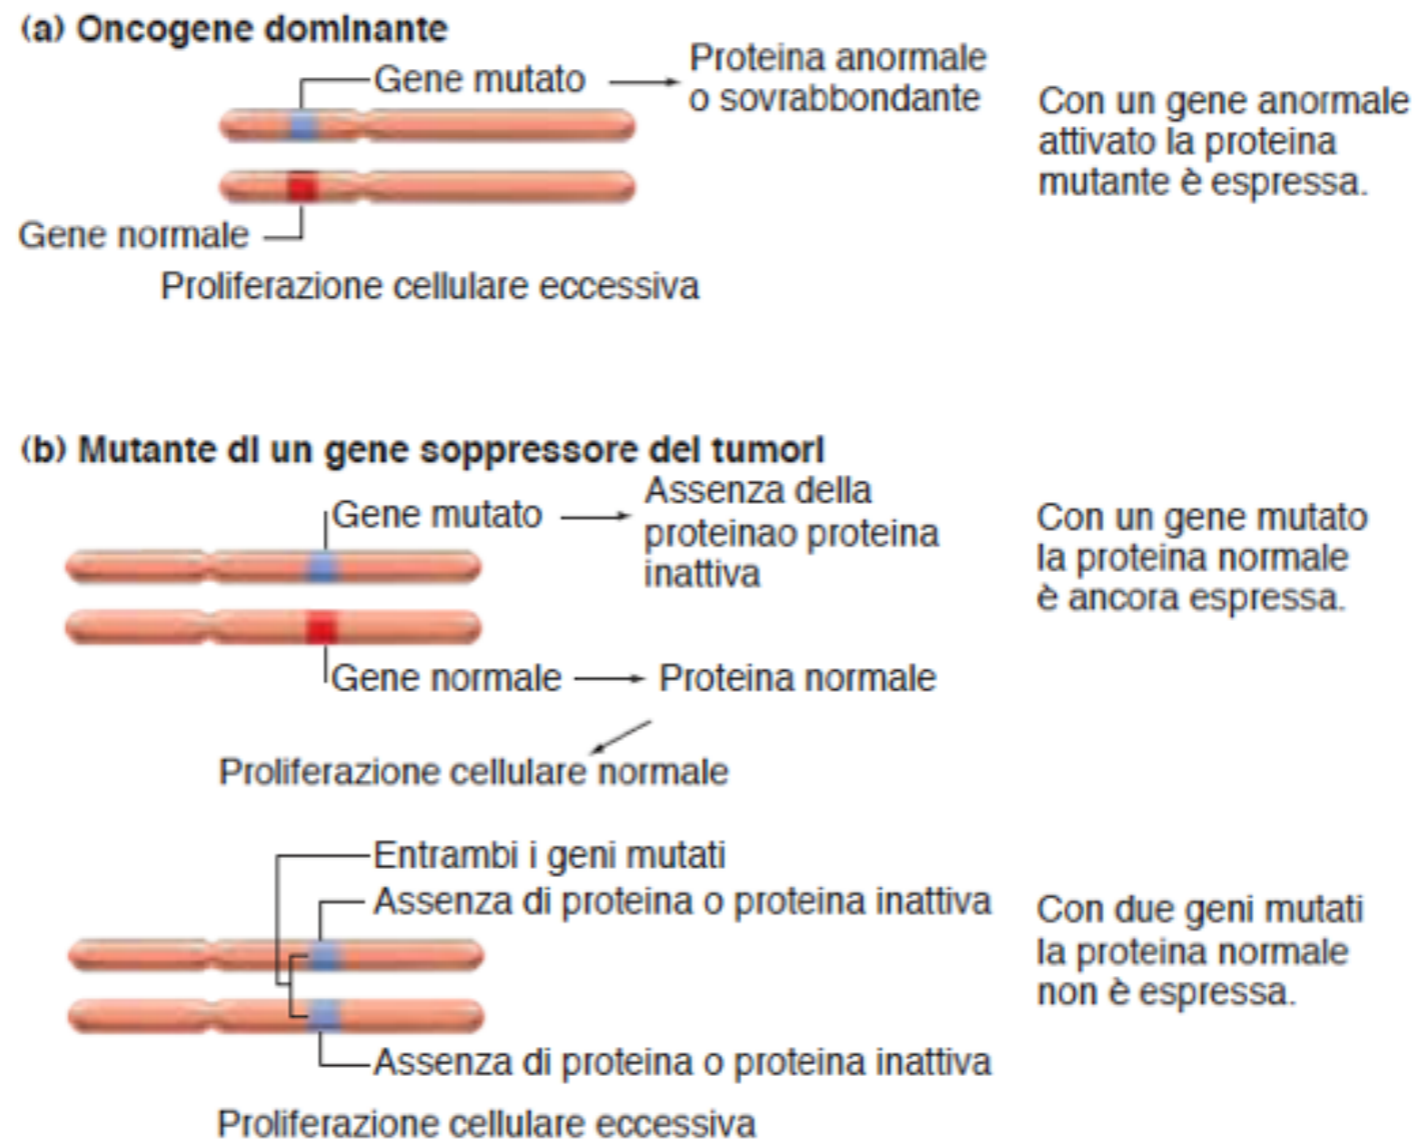 (a) Oncogene dominante
Gene mutato
Proteina anormale
o sovrabbondante
Con un gene anormale
attivato la proteina
mutante è espressa.
Gene normale
Proliferazione cellulare eccessiva
(b) Mutante di un gene soppressore dei tumori
Gene mutato
Assenza della
proteinao proteina
inattiva
Con un gene mutato
la proteina normale
è ancora espressa.
Gene normale
Proteina normale
Proliferazione cellulare normale
Entrambi i geni mutati
Assenza di proteina o proteina inattiva
Con due geni mutati
la proteina normale
non è espressa.
Assenza di proteina o proteina inattiva
Proliferazione cellulare eccessiva